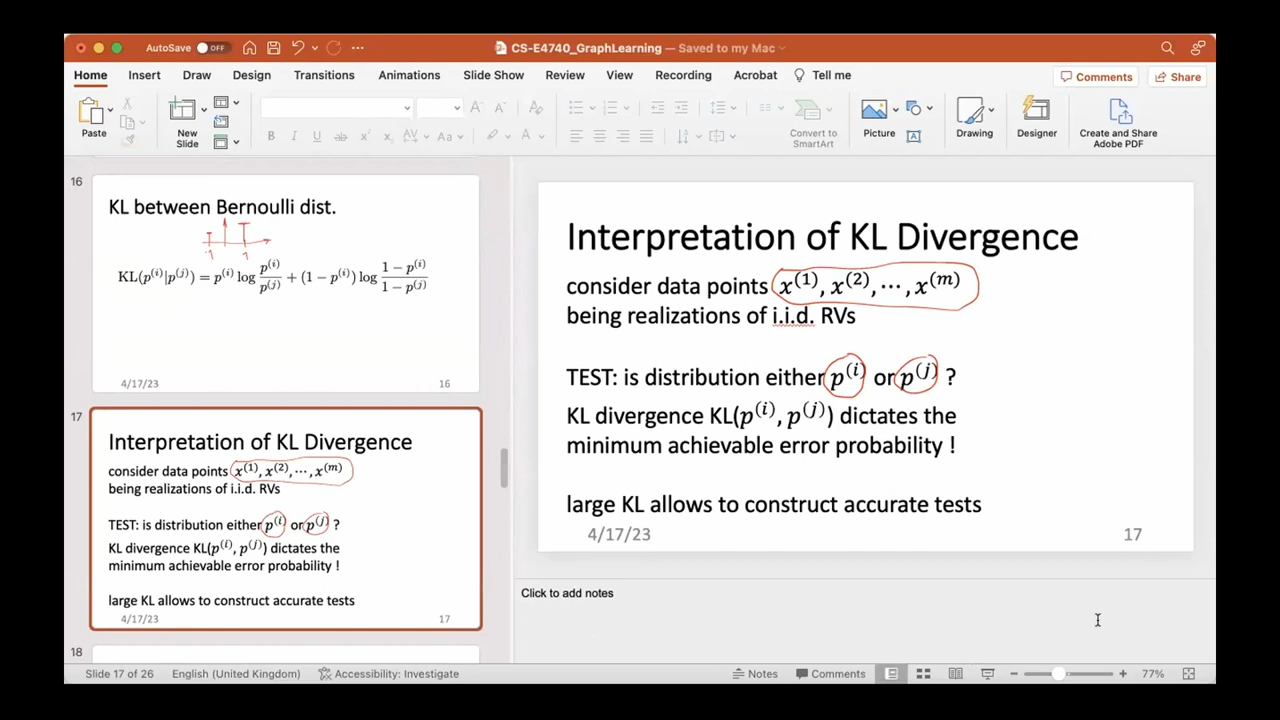 AutoSave OFF
CS-E4740_GraphLearning — Saved to my Mac
Home Insert Draw Design Transitions Animations Slide Show Review View Recording Acrobat Tell me
Comments Share
Paste
New Slide
Convert to SmartArt
Picture
Drawing
Designer
Create and Share Adobe PDF
16
KL between Bernoulli dist.
-1 1
KL(p^(i)|p^(j)) = p^(i) log p^(i)/p^(j) + (1 − p^(i)) log (1 − p^(i))/(1 − p^(j))
4/17/23 16
17
Interpretation of KL Divergence
consider data points x^(1), x^(2), ⋯, x^(m)
being realizations of i.i.d. RVs
TEST: is distribution either p^(i) or p^(j) ?
KL divergence KL(p^(i), p^(j)) dictates the
minimum achievable error probability !
large KL allows to construct accurate tests
4/17/23 17
18
Interpretation of KL Divergence
consider data points x^(1), x^(2), ⋯, x^(m)
being realizations of i.i.d. RVs
TEST: is distribution either p^(i) or p^(j) ?
KL divergence KL(p^(i), p^(j)) dictates the
minimum achievable error probability !
large KL allows to construct accurate tests
4/17/23 17
Click to add notes
Slide 17 of 26 English (United Kingdom) Accessibility: Investigate Notes Comments 77%